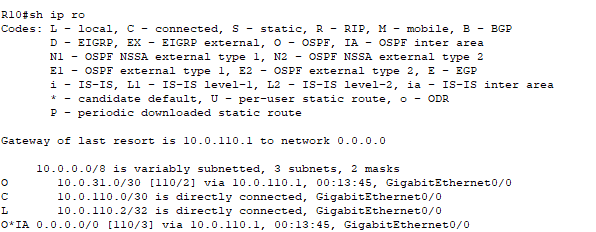 R10#sh ip ro
Codes: L - local, C - connected, S - static, R - RIP, M - mobile, B - BGP
D - EIGRP, EX - EIGRP external, O - OSPF, IA - OSPF inter area
N1 - OSPF NSSA external type 1, N2 - OSPF NSSA external type 2
E1 - OSPF external type 1, E2 - OSPF external type 2, E - EGP
i - IS-IS, L1 - IS-IS level-1, L2 - IS-IS level-2, ia - IS-IS inter area
* - candidate default, U - per-user static route, o - ODR
P - periodic downloaded static route
Gateway of last resort is 10.0.110.1 to network 0.0.0.0
10.0.0.0/8 is variably subnetted, 3 subnets, 2 masks
O 10.0.31.0/30 [110/2] via 10.0.110.1, 00:13:45, GigabitEthernet0/0
C 10.0.110.0/30 is directly connected, GigabitEthernet0/0
L 10.0.110.2/32 is directly connected, GigabitEthernet0/0
O*IA 0.0.0.0/0 [110/3] via 10.0.110.1, 00:13:45, GigabitEthernet0/0